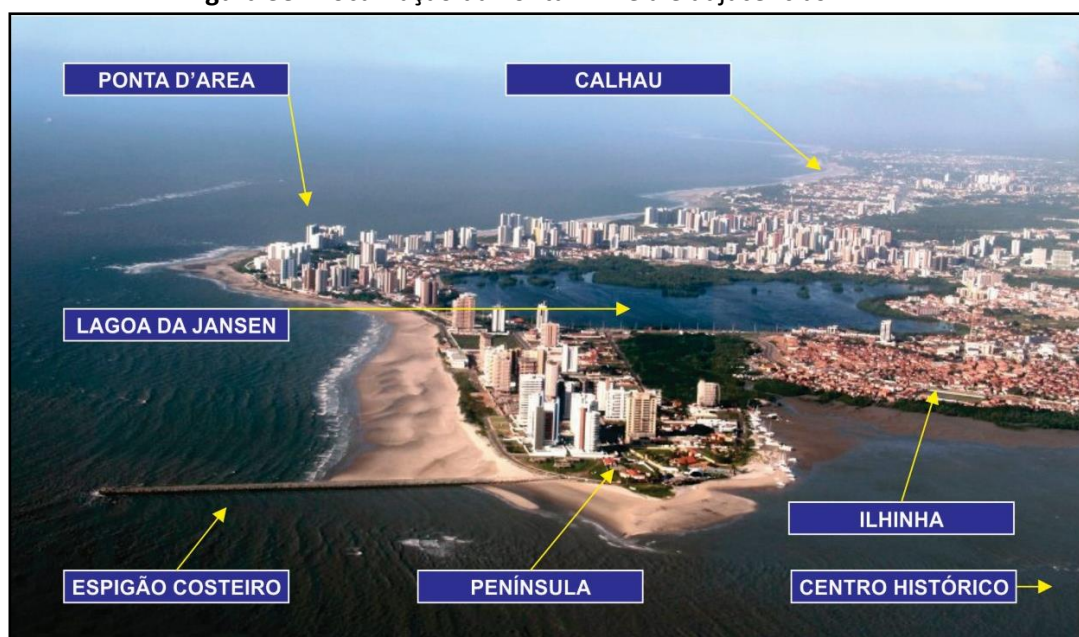 PONTA D'AREA
CALHAU
LAGOA DA JANSEN
ILHINHA
ESPIGÃO COSTEIRO
PENÍNSULA
CENTRO HISTÓRICO